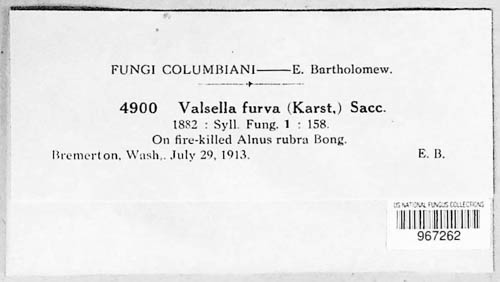 FUNGI COLUMBIANI——E. Bartholomew.
4900 Valsella furva (Karst.) Sacc.
1882 : Syll. Fung. 1 : 158.
On fire-killed Alnus rubra Bong.
Bremerton, Wash., July 29, 1913. E. B.
US NATIONAL FUNGUS COLLECTIONS
967262